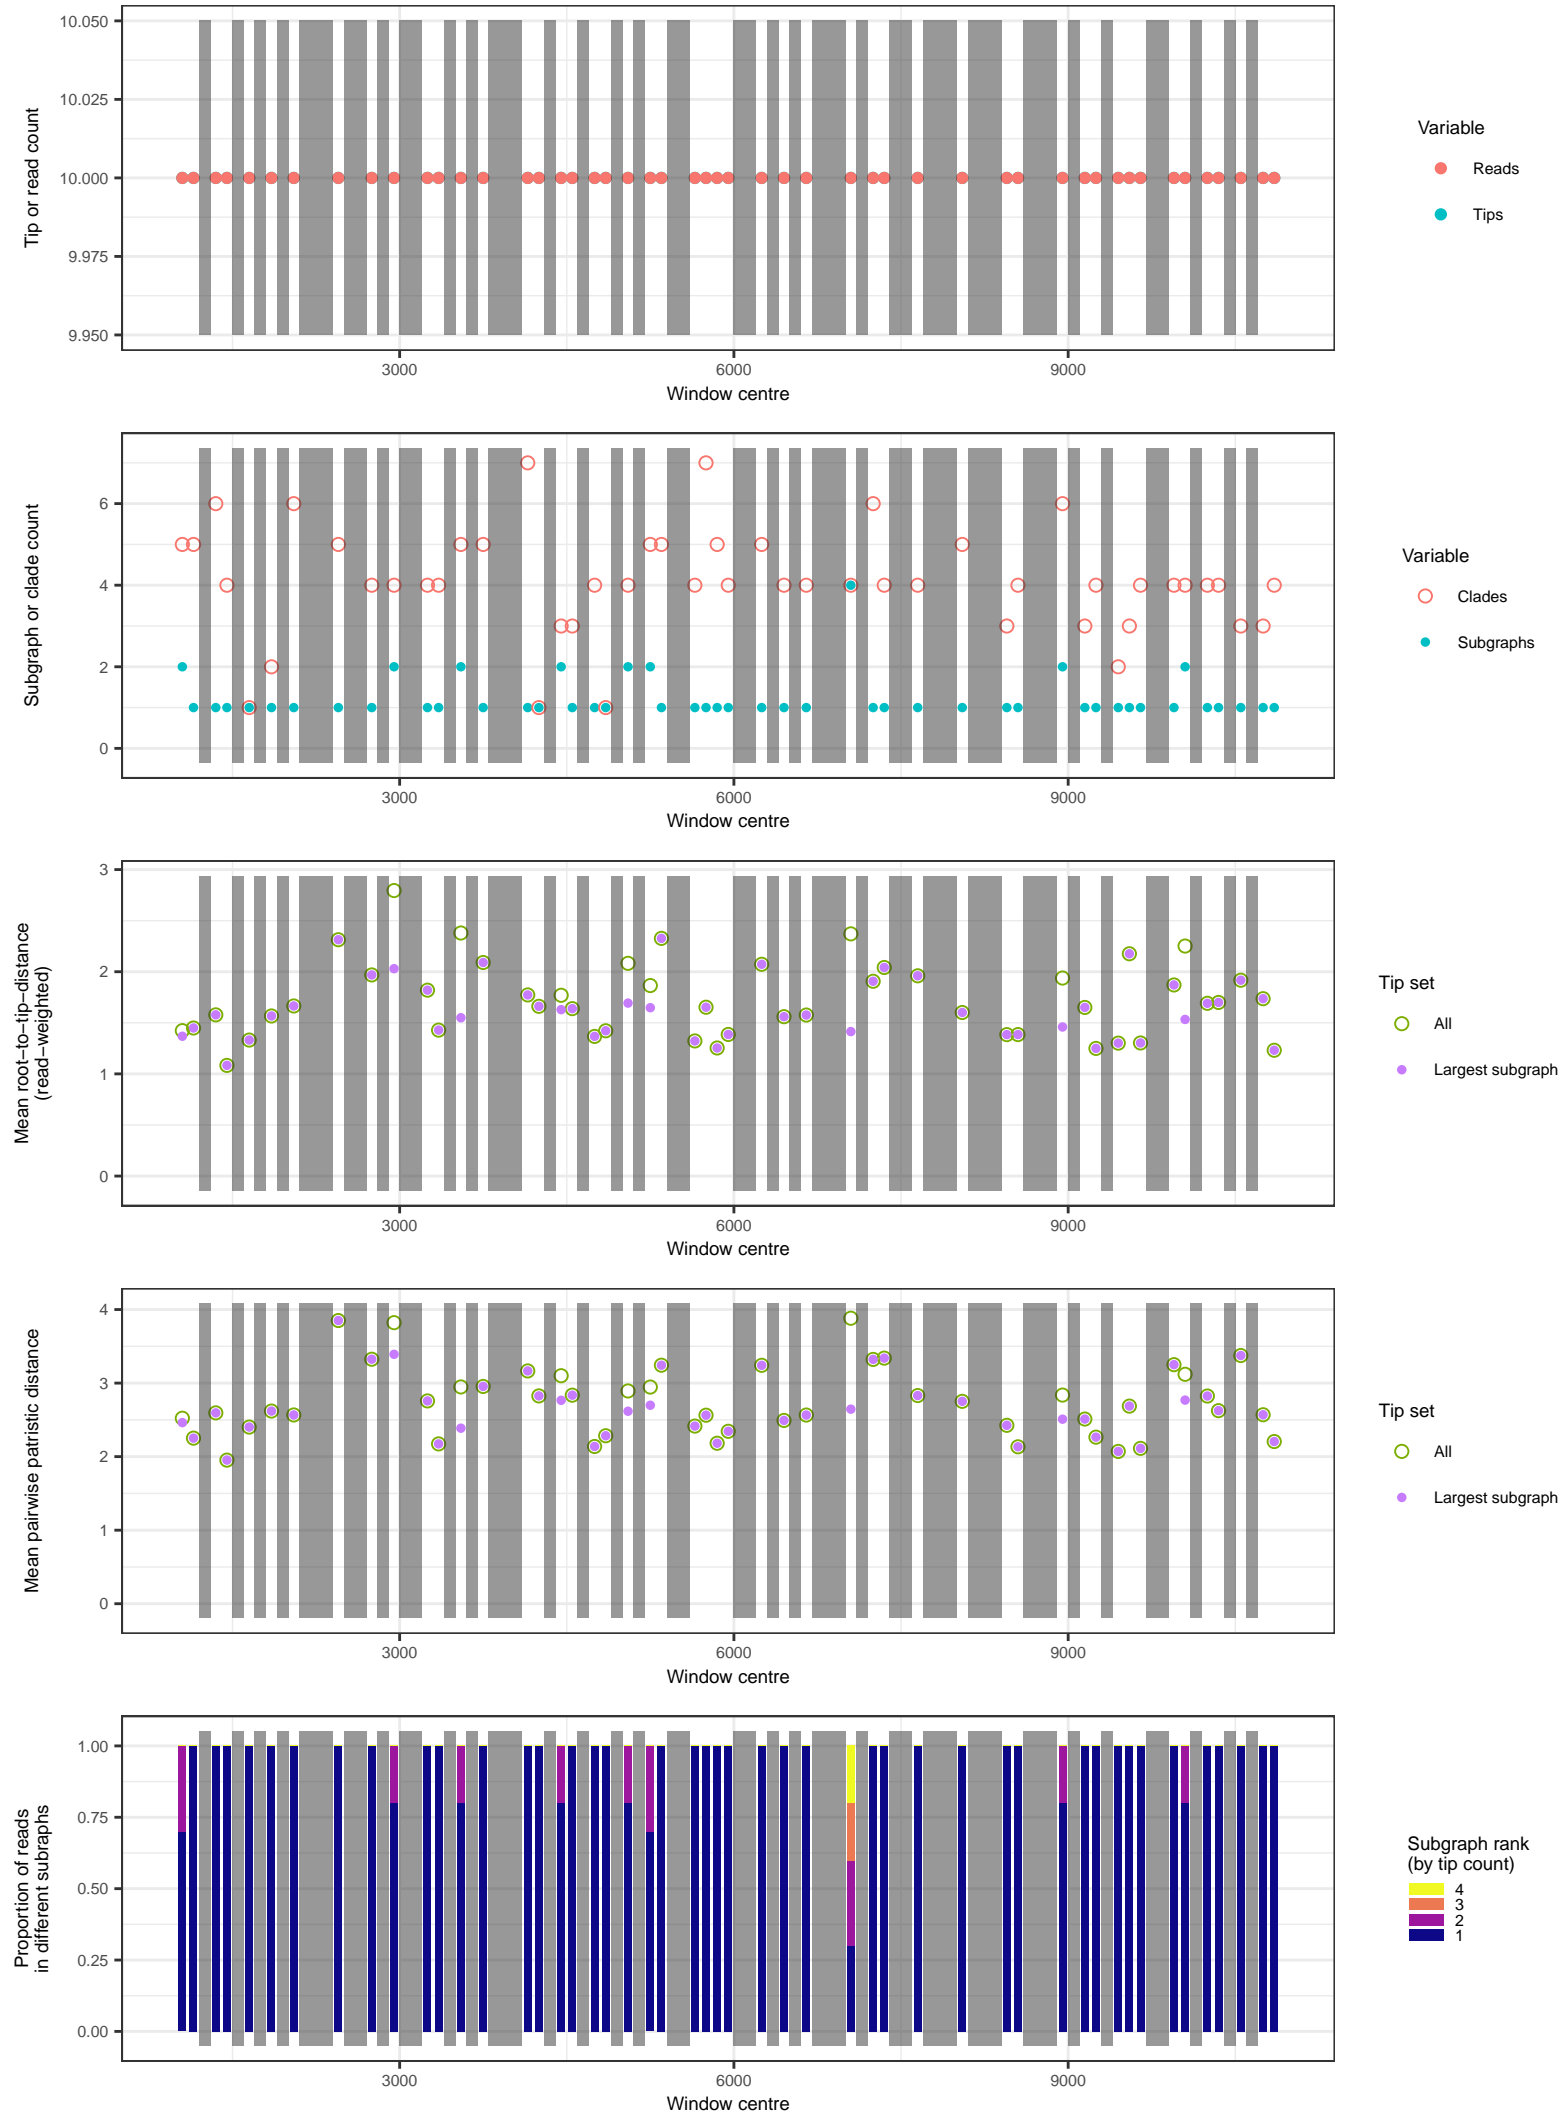 10.050
10.025
10.000
9.975
9.950
Tip or read count
3000
6000
9000
Window centre
Variable
Reads
Tips
6
4
2
0
Subgraph or clade count
3000
6000
9000
Window centre
Variable
Clades
Subgraphs
3
2
1
0
Mean root−to−tip−distance
(read−weighted)
3000
6000
9000
Window centre
Tip set
All
Largest subgraph
4
3
2
1
0
Mean pairwise patristic distance
3000
6000
9000
Window centre
Tip set
All
Largest subgraph
1.00
0.75
0.50
0.25
0.00
Proportion of reads
in different subraphs
3000
6000
9000
Window centre
Subgraph rank
(by tip count)
4
3
2
1